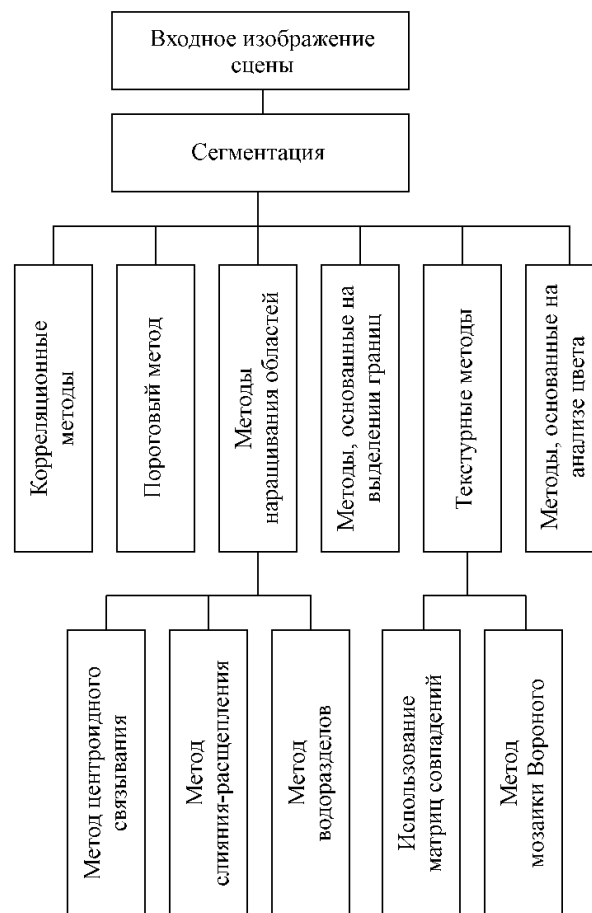 Входное изображение
сцены
Сегментация
Корреляционные
методы
Пороговый метод
Методы
наращивания областей
Методы, основанные на
выделении границ
Текстурные методы
Методы, основанные на
анализе цвета
Метод центроидного
связывания
Метод
слияния-расщепления
Метод
водоразделов
Использование
матриц совпадений
Метод
мозаики Вороного